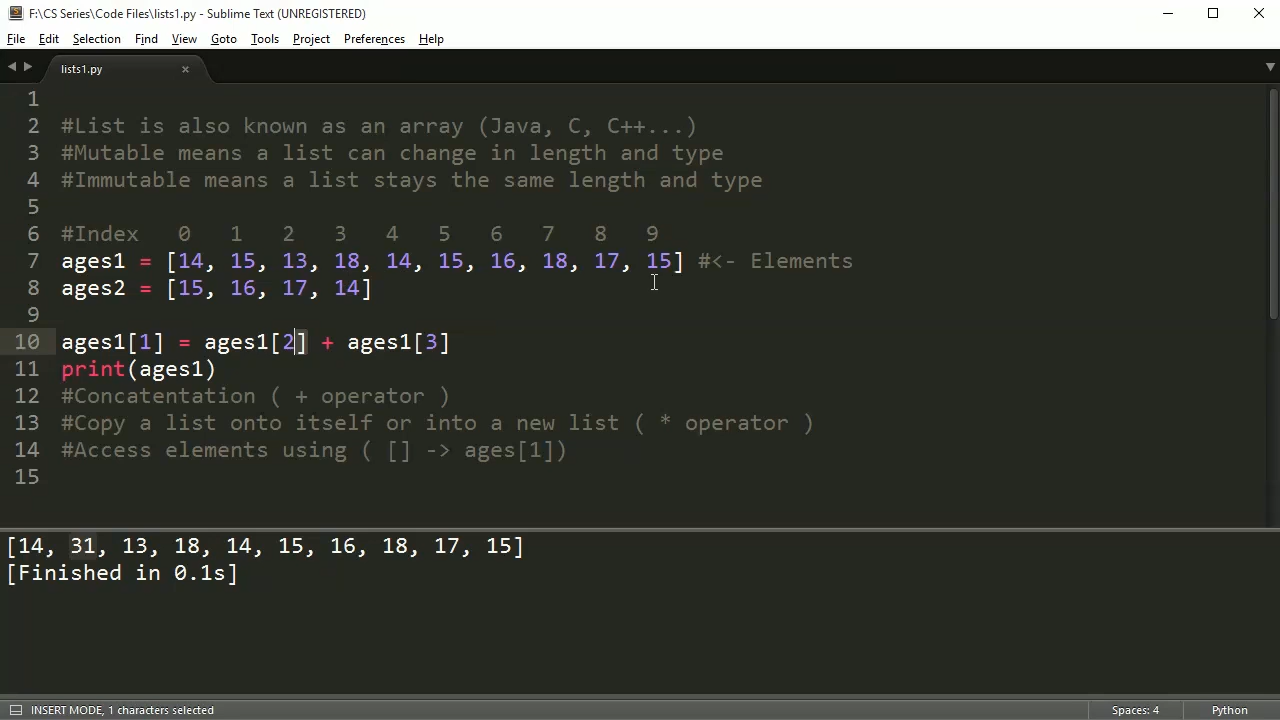 F:\CS Series\Code Files\lists1.py - Sublime Text (UNREGISTERED)
File Edit Selection Find View Goto Tools Project Preferences Help
lists1.py
1
2 #List is also known as an array (Java, C, C++...)
3 #Mutable means a list can change in length and type
4 #Immutable means a list stays the same length and type
5
6 #Index 0 1 2 3 4 5 6 7 8 9
7 ages1 = [14, 15, 13, 18, 14, 15, 16, 18, 17, 15] #<- Elements
8 ages2 = [15, 16, 17, 14]
9
10 ages1[1] = ages1[2] + ages1[3]
11 print(ages1)
12 #Concatentation ( + operator )
13 #Copy a list onto itself or into a new list ( * operator )
14 #Access elements using ( [] -> ages[1])
15
[14, 31, 13, 18, 14, 15, 16, 18, 17, 15]
[Finished in 0.1s]
INSERT MODE, 1 characters selected Spaces: 4 Python